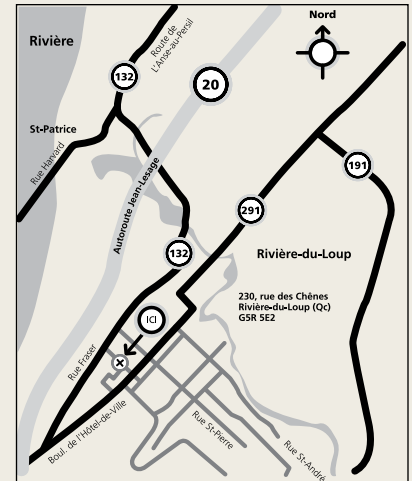 Nord
Rivière
Route de
L'Anse-au-Persil
132
20
St-Patrice
Rue Harvard
191
Autoroute Jean-Lesage
291
132
Rivière-du-Loup
230, rue des Chênes
Rivière-du-Loup (Qc)
G5R 5E2
ICI
Rue Fraser
Boul. de l'Hôtel-de-Ville
Rue St-Pierre
Rue St-André